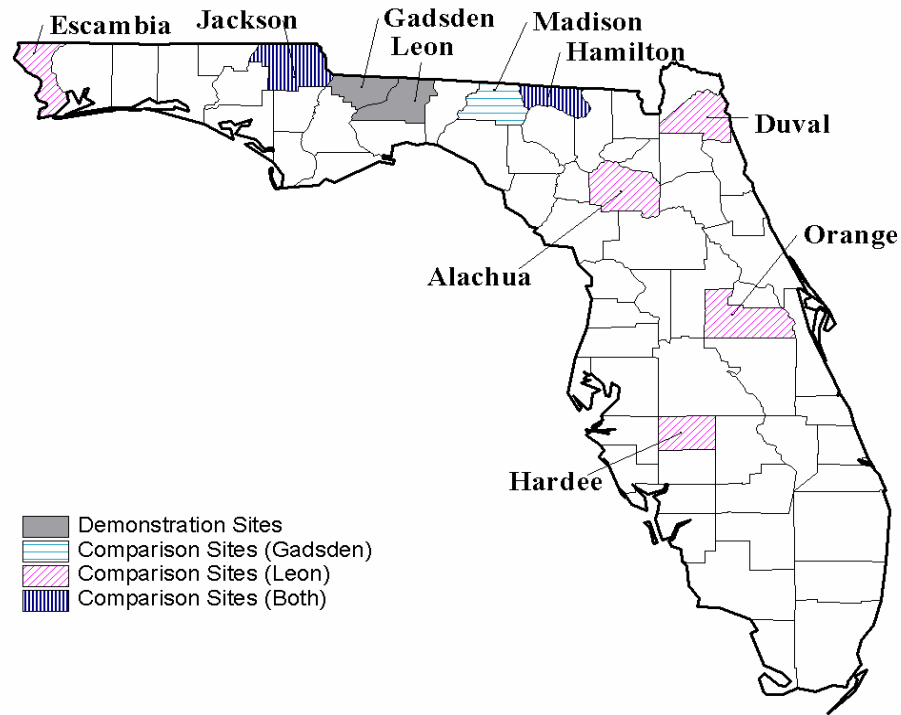 Escambia
Jackson
Gadsden
Leon
Madison
Hamilton
Duval
Orange
Alachua
Hardee
Demonstration Sites
Comparison Sites (Gadsden)
Comparison Sites (Leon)
Comparison Sites (Both)